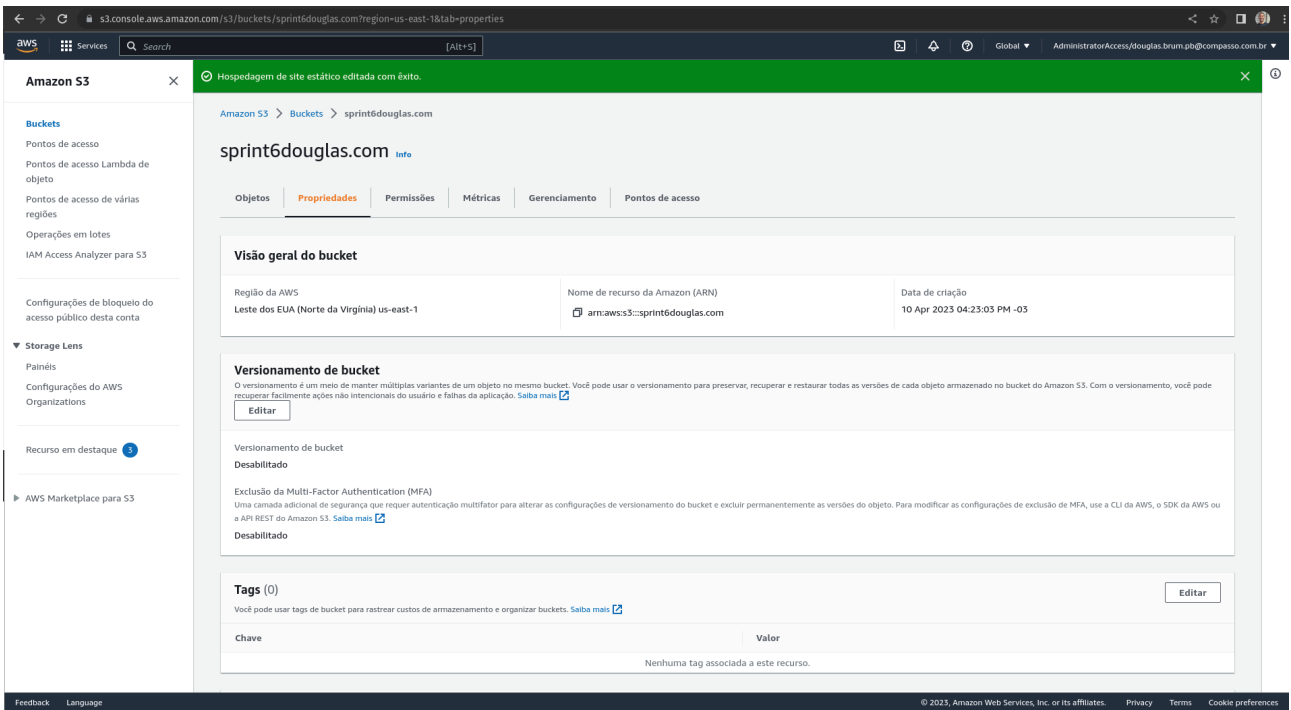 s3.console.aws.amazon.com/s3/buckets/sprint6douglas.com?region=us-east-1&tab=properties
aws Services Search [Alt+S] Global AdministratorAccess/douglas.brum.pb@compasso.com.br
Amazon S3
Hospedagem de site estático editada com êxito.
Buckets
Pontos de acesso
Pontos de acesso Lambda de
objeto
Pontos de acesso de várias
regiões
Operações em lotes
IAM Access Analyzer para S3
Configurações de bloqueio do
acesso público desta conta
Storage Lens
Painéis
Configurações do AWS
Organizations
Recurso em destaque 3
AWS Marketplace para S3
Amazon S3 > Buckets > sprint6douglas.com
sprint6douglas.com Info
Objetos Propriedades Permissões Métricas Gerenciamento Pontos de acesso
Visão geral do bucket
Região da AWS
Leste dos EUA (Norte da Virgínia) us-east-1
Nome de recurso da Amazon (ARN)
arn:aws:s3:::sprint6douglas.com
Data de criação
10 Apr 2023 04:23:03 PM -03
Versionamento de bucket
O versionamento é um meio de manter múltiplas variantes de um objeto no mesmo bucket. Você pode usar o versionamento para preservar, recuperar e restaurar todas as versões de cada objeto armazenado no bucket do Amazon S3. Com o versionamento, você pode
recuperar facilmente ações não intencionais do usuário e falhas da aplicação. Saiba mais
Editar
Versionamento de bucket
Desabilitado
Exclusão da Multi-Factor Authentication (MFA)
Uma camada adicional de segurança que requer autenticação multifator para alterar as configurações de versionamento do bucket e excluir permanentemente as versões do objeto. Para modificar as configurações de exclusão de MFA, use a CLI da AWS, o SDK da AWS ou
a API REST do Amazon S3. Saiba mais
Desabilitado
Tags (0)
Editar
Você pode usar tags de bucket para rastrear custos de armazenamento e organizar buckets. Saiba mais
Chave Valor
Nenhuma tag associada a este recurso.
Feedback Language © 2023, Amazon Web Services, Inc. or its affiliates. Privacy Terms Cookie preferences